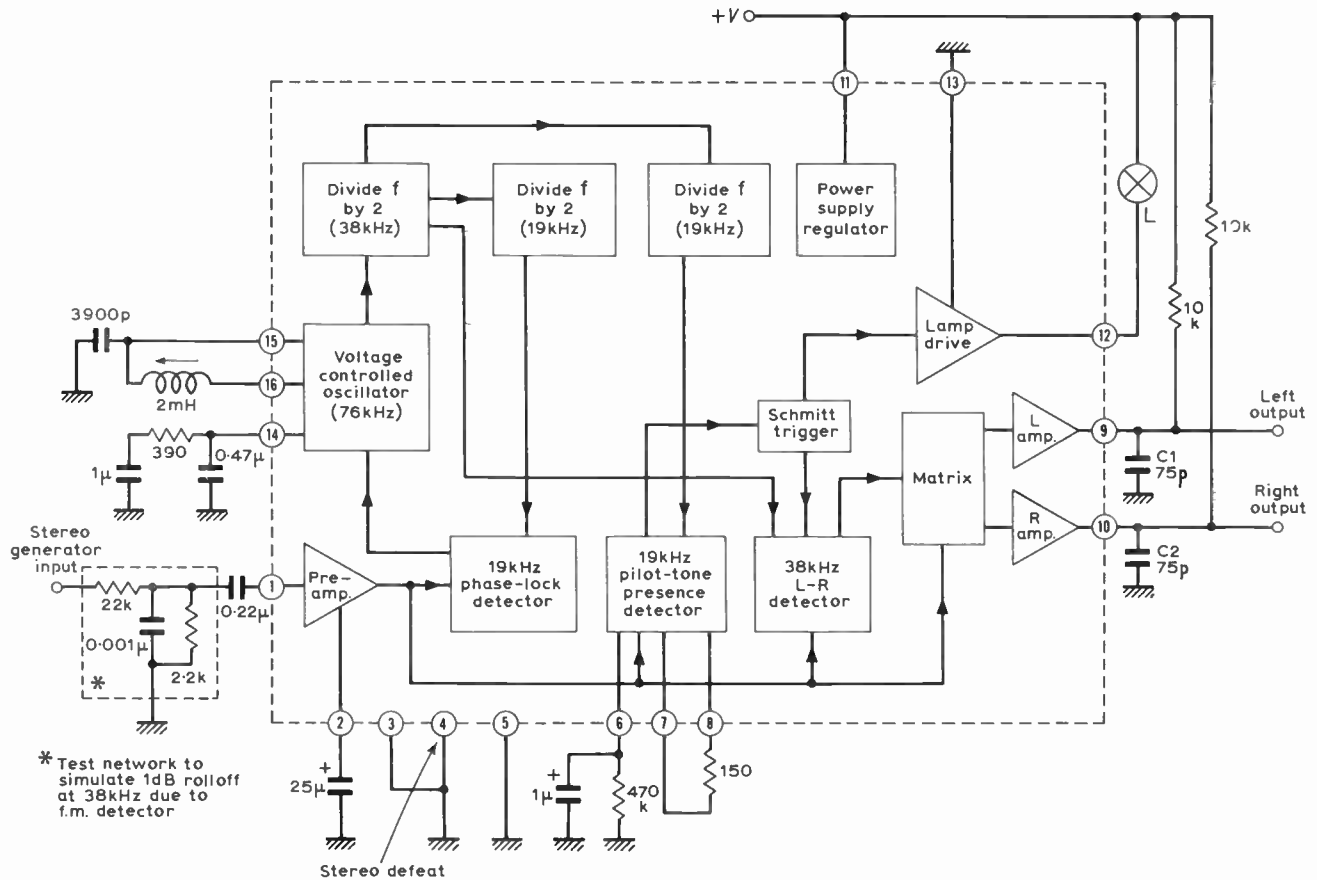 +V
11
13
Divide f
by 2
(38kHz)
Divide f
by 2
(19kHz)
Divide f
by 2
(19kHz)
Power
supply
regulator
L
10k
10
k
3900p
15
16
2mH
Voltage
controlled
oscillator
(76kHz)
14
390
0·47μ
1μ
Lamp
drive
12
Schmitt
trigger
Matrix
L
amp.
9
Left
output
C1
75p
R
amp.
10
Right
output
C2
75p
Stereo
generator
input
22k
0·001μ
2·2k
*
0·22μ
1
Pre-
amp.
19kHz
phase-lock
detector
19kHz
pilot-tone
presence
detector
38kHz
L-R
detector
2
3
4
5
6
7
8
+
25μ
+
1μ
470
k
150
* Test network to
simulate 1dB rolloff
at 38kHz due to
f.m. detector
Stereo defeat